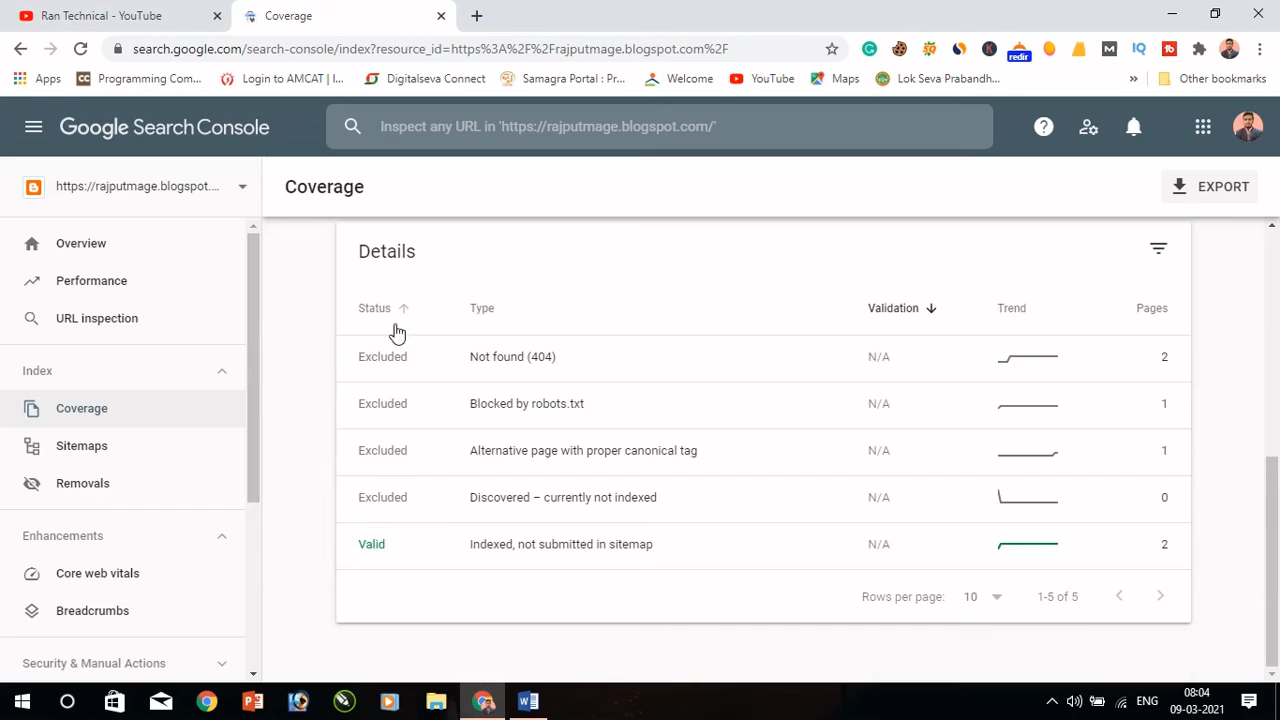 Ran Technical - YouTube
Coverage
search.google.com/search-console/index?resource_id=https%3A%2F%2Frajputmage.blogspot.com%2F
redir
M
IQ
Apps
CC Programming Com...
Login to AMCAT | I...
Digitalseva Connect
Samagra Portal : Pr...
Welcome
YouTube
Maps
Lok Seva Prabandh...
»
Other bookmarks
Google Search Console
Inspect any URL in 'https://rajputmage.blogspot.com/'
https://rajputmage.blogspot....
Coverage
EXPORT
Overview
Performance
URL inspection
Index
Coverage
Sitemaps
Removals
Enhancements
Core web vitals
Breadcrumbs
Security & Manual Actions
Details
Status Type Validation Trend Pages
Excluded Not found (404) N/A 2
Excluded Blocked by robots.txt N/A 1
Excluded Alternative page with proper canonical tag N/A 1
Excluded Discovered – currently not indexed N/A 0
Valid Indexed, not submitted in sitemap N/A 2
Rows per page: 10 1-5 of 5
ENG
08:04
09-03-2021